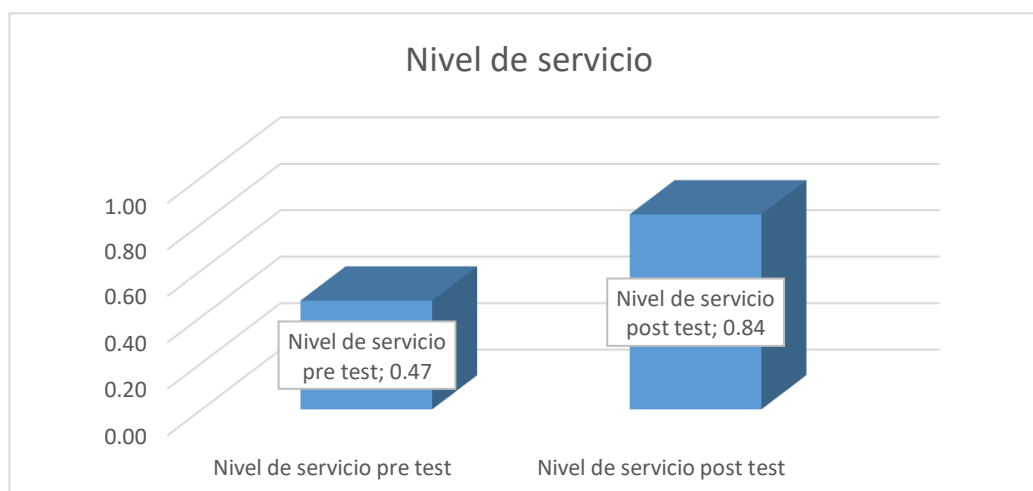 Nivel de servicio
1.00
0.80
0.60
0.40
0.20
0.00
Nivel de servicio
pre test; 0.47
Nivel de servicio
post test; 0.84
Nivel de servicio pre test
Nivel de servicio post test